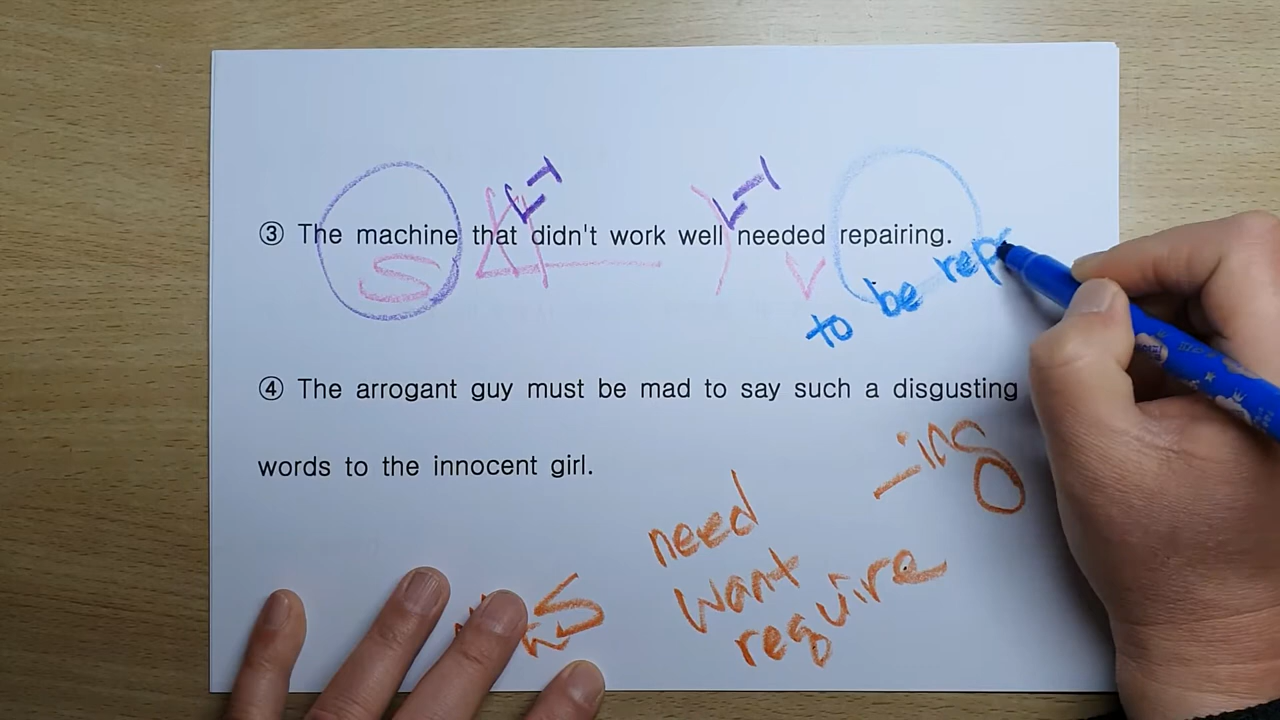 ③ The machine that didn't work well needed repairing.
S
V
to be rep
④ The arrogant guy must be mad to say such a disgusting
words to the innocent girl.
-ing
need
want
require